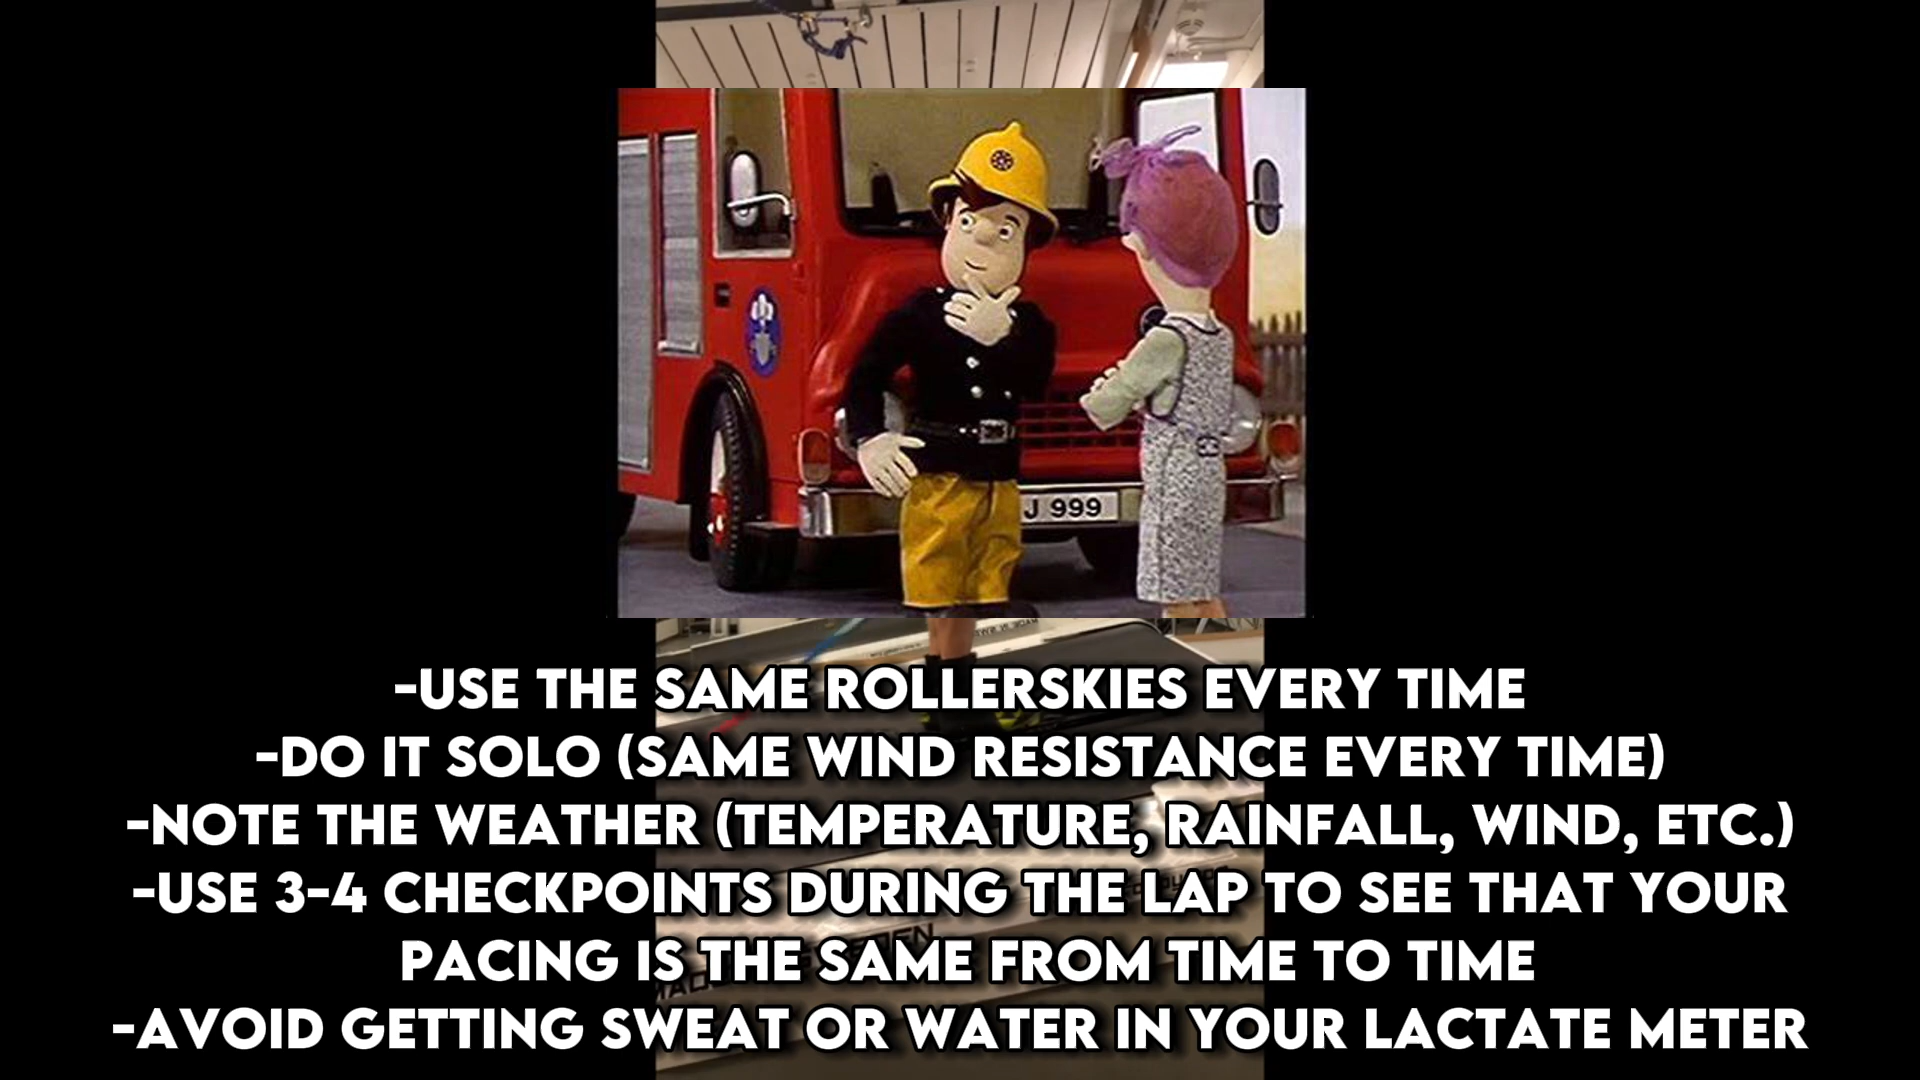 J 999
-USE THE SAME ROLLERSKIES EVERY TIME
-DO IT SOLO (SAME WIND RESISTANCE EVERY TIME)
-NOTE THE WEATHER (TEMPERATURE, RAINFALL, WIND, ETC.)
-USE 3-4 CHECKPOINTS DURING THE LAP TO SEE THAT YOUR
PACING IS THE SAME FROM TIME TO TIME
-AVOID GETTING SWEAT OR WATER IN YOUR LACTATE METER